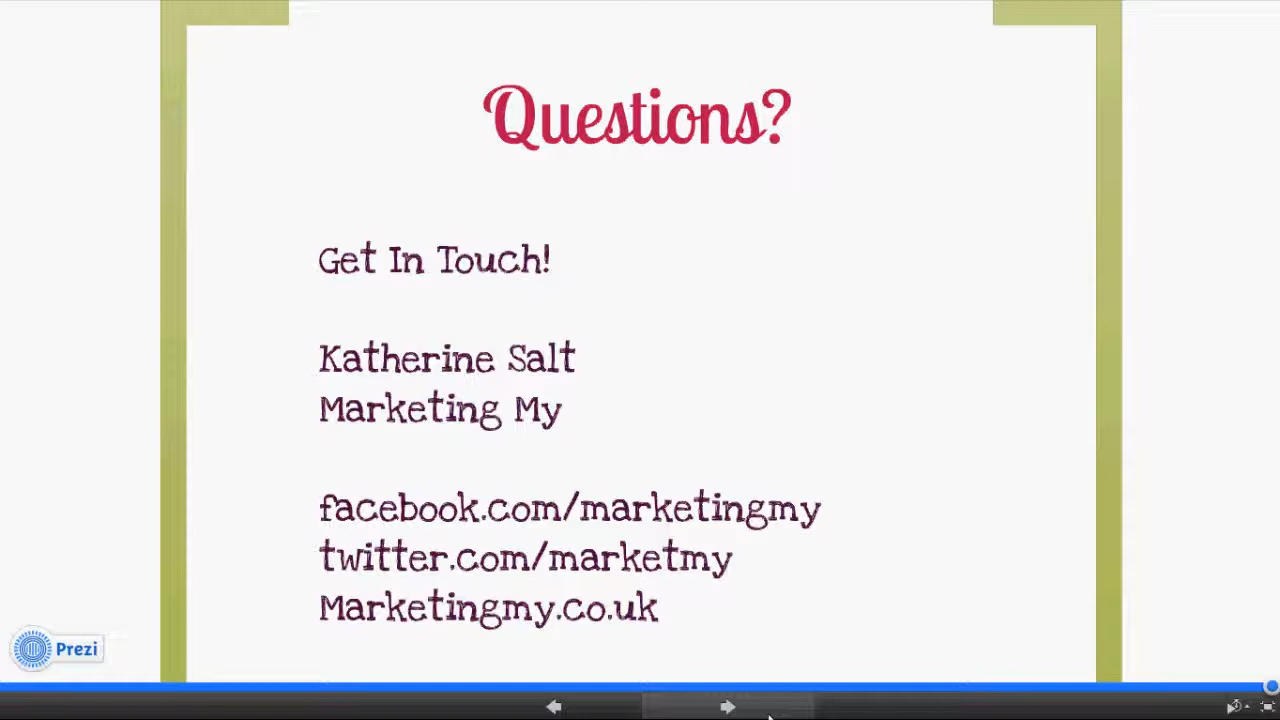 Questions?
Get In Touch!
Katherine Salt
Marketing My
facebook.com/marketingmy
twitter.com/marketmy
Marketingmy.co.uk
Prezi